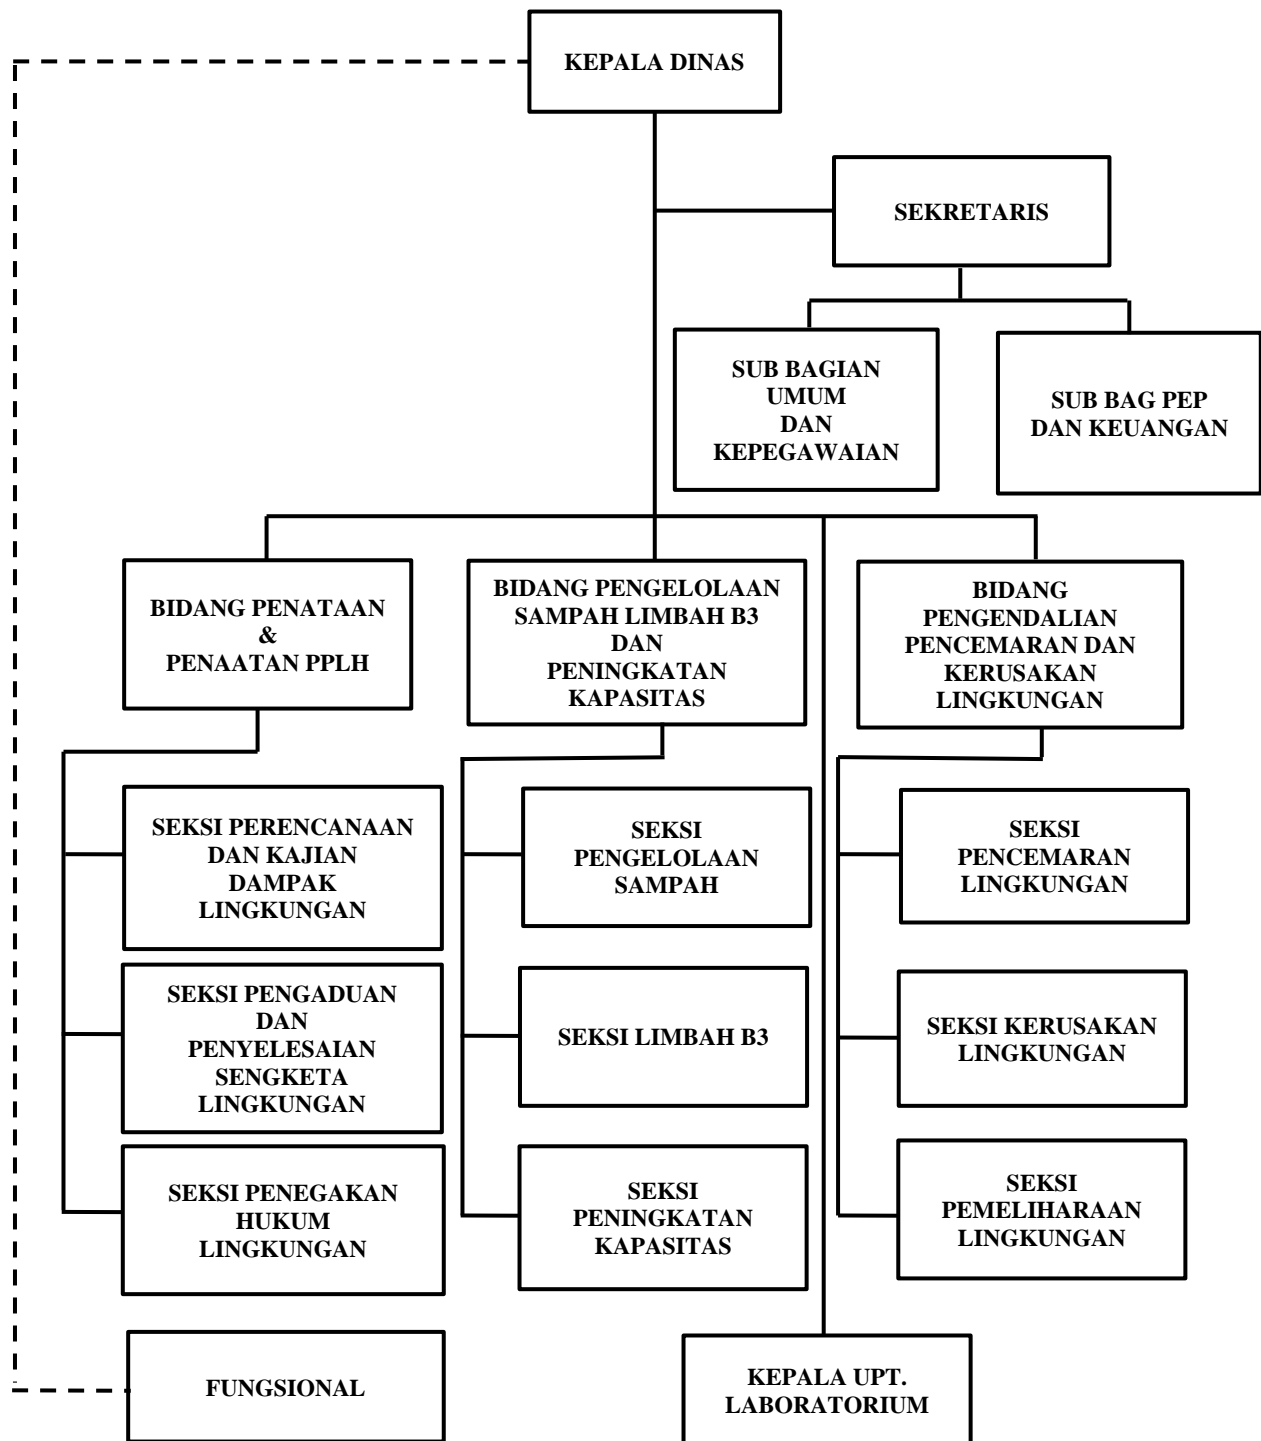 KEPALA DINAS
SEKRETARIS
SUB BAGIAN
UMUM
DAN
KEPEGAWAIAN
SUB BAG PEP
DAN KEUANGAN
BIDANG PENATAAN
&
PENAATAN PPLH
BIDANG PENGELOLAAN
SAMPAH LIMBAH B3
DAN
PENINGKATAN
KAPASITAS
BIDANG
PENGENDALIAN
PENCEMARAN DAN
KERUSAKAN
LINGKUNGAN
SEKSI PERENCANAAN
DAN KAJIAN
DAMPAK
LINGKUNGAN
SEKSI
PENGELOLAAN
SAMPAH
SEKSI
PENCEMARAN
LINGKUNGAN
SEKSI PENGADUAN
DAN
PENYELESAIAN
SENGKETA
LINGKUNGAN
SEKSI LIMBAH B3
SEKSI KERUSAKAN
LINGKUNGAN
SEKSI PENEGAKAN
HUKUM
LINGKUNGAN
SEKSI
PENINGKATAN
KAPASITAS
SEKSI
PEMELIHARAAN
LINGKUNGAN
FUNGSIONAL
KEPALA UPT.
LABORATORIUM